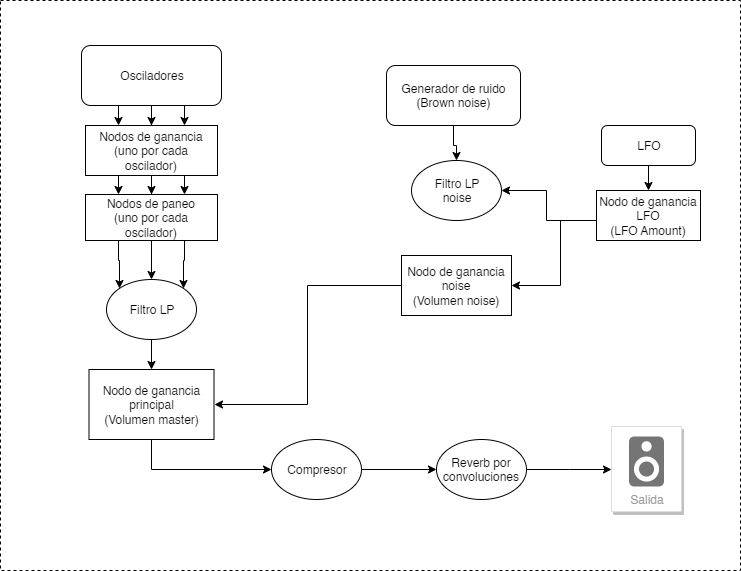 Osciladores
Generador de ruido
(Brown noise)
Nodos de ganancia
(uno por cada
oscilador)
LFO
Nodos de paneo
(uno por cada
oscilador)
Filtro LP
noise
Nodo de ganancia
LFO
(LFO Amount)
Nodo de ganancia
noise
(Volumen noise)
Filtro LP
Nodo de ganancia
principal
(Volumen master)
Compresor
Reverb por
convoluciones
Salida